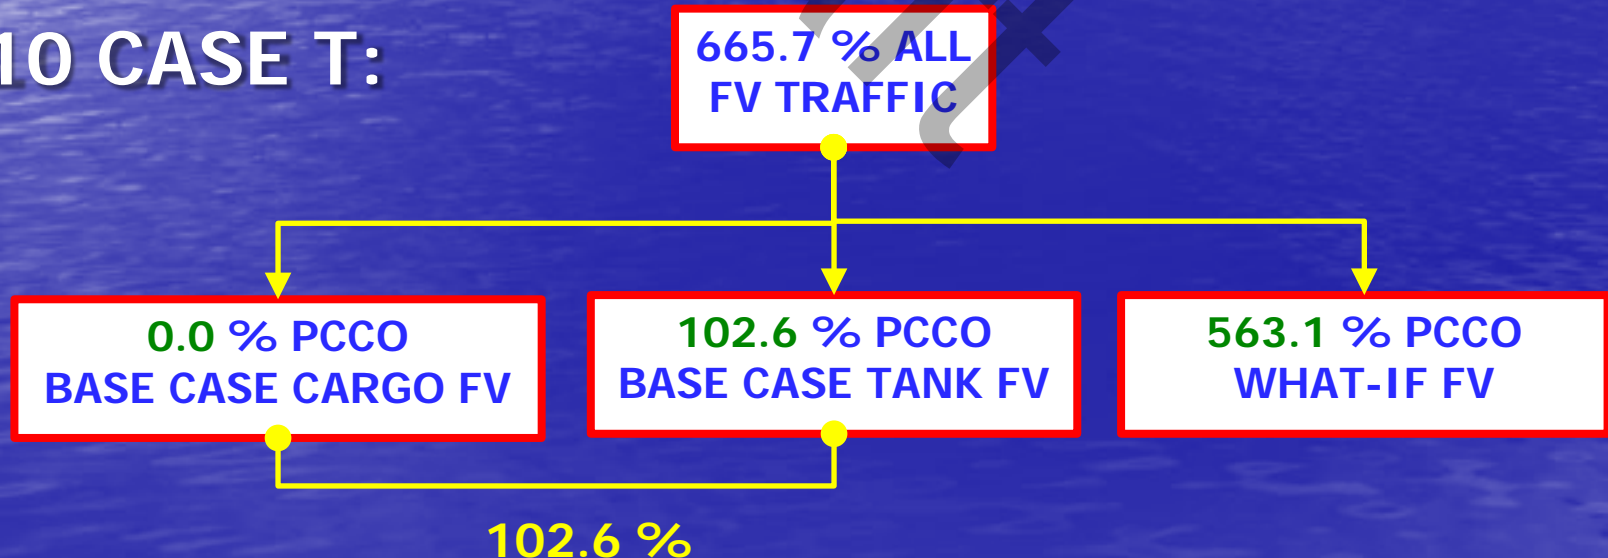 10 CASE T:
665.7 % ALL
FV TRAFFIC
0.0 % PCCO
BASE CASE CARGO FV
102.6 % PCCO
BASE CASE TANK FV
563.1 % PCCO
WHAT-IF FV
102.6 %